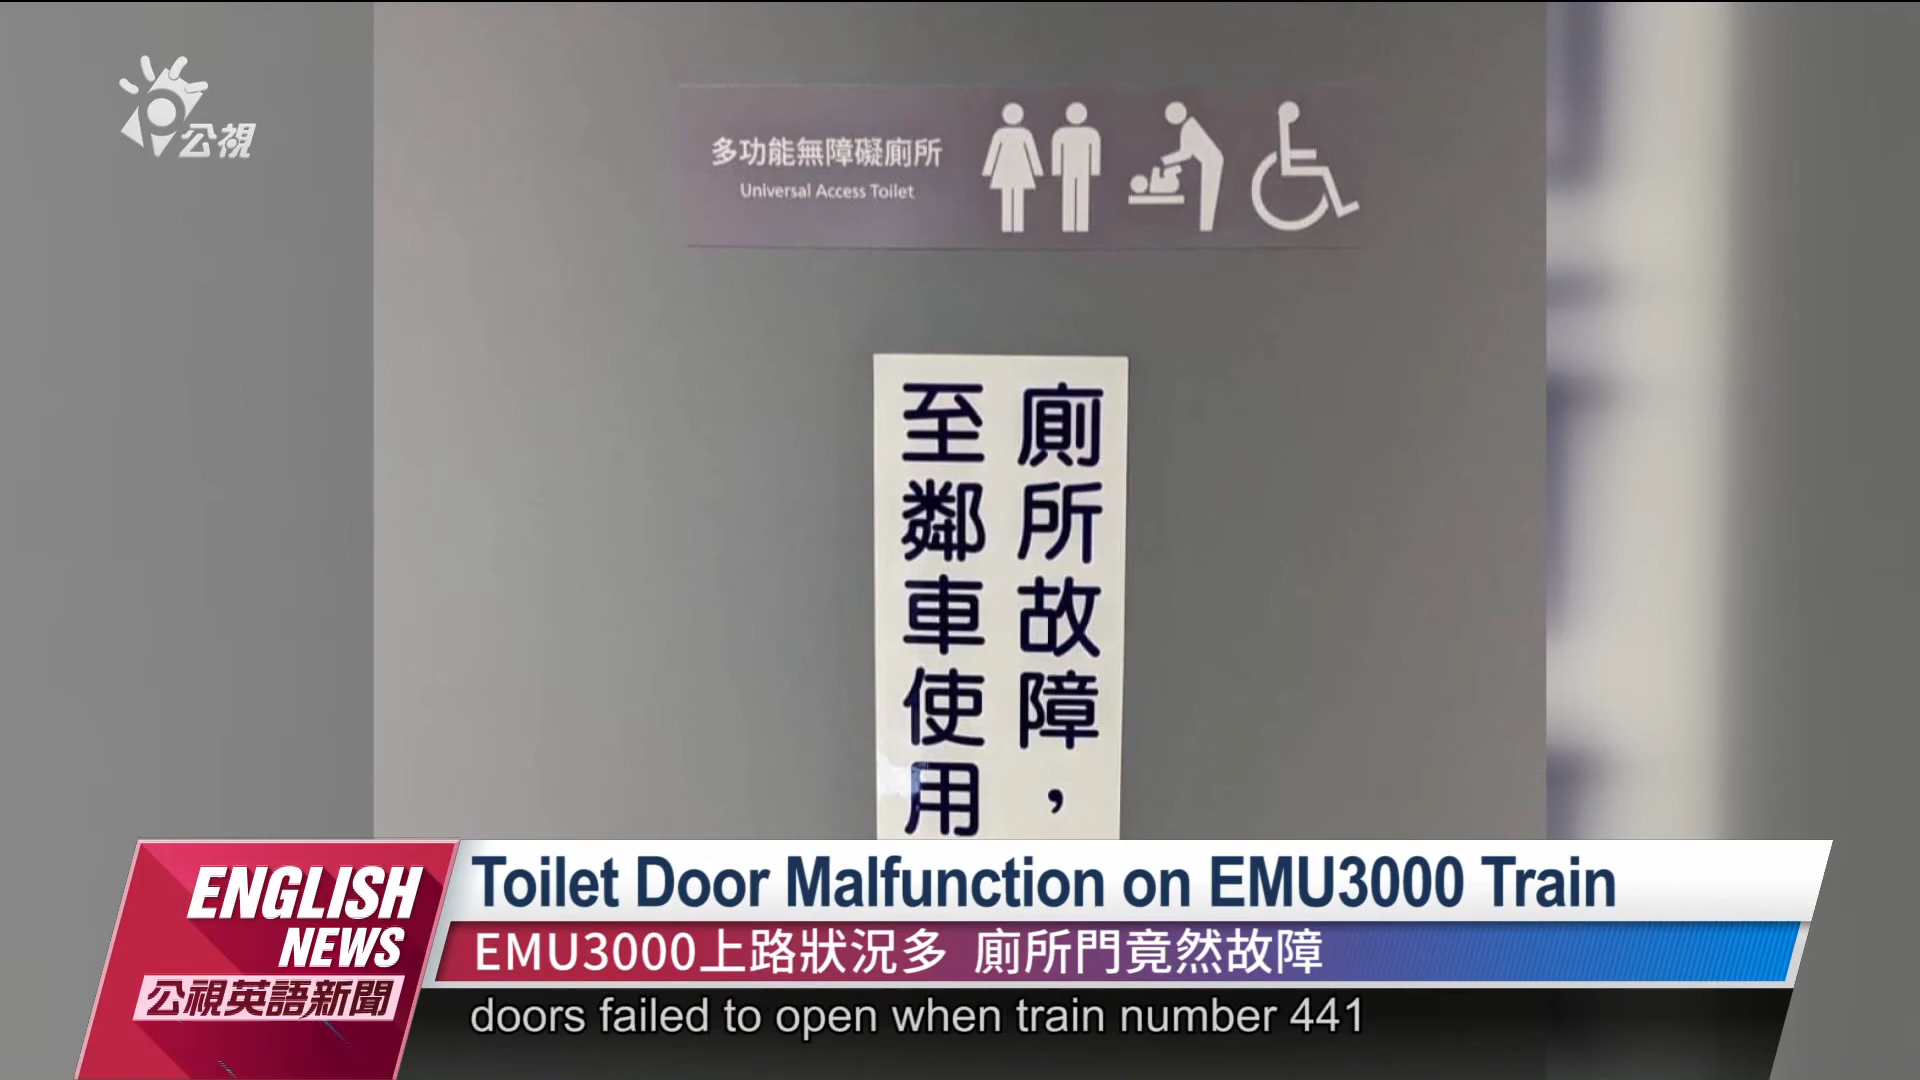 公視
多功能無障礙廁所
Universal Access Toilet
廁所故障，
至鄰車使用
Toilet Door Malfunction on EMU3000 Train
EMU3000上路狀況多 廁所門竟然故障
ENGLISH
NEWS
公視英語新聞
doors failed to open when train number 441